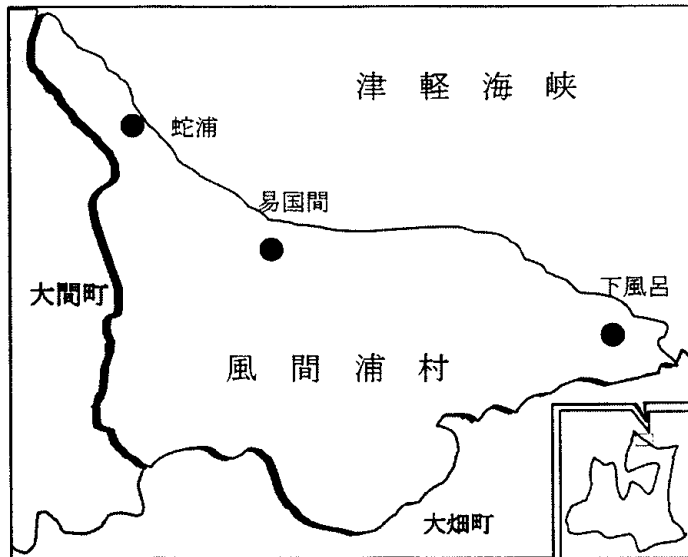 津軽海峡
蛇浦
易国間
大間町
下風呂
風間浦村
大畑町